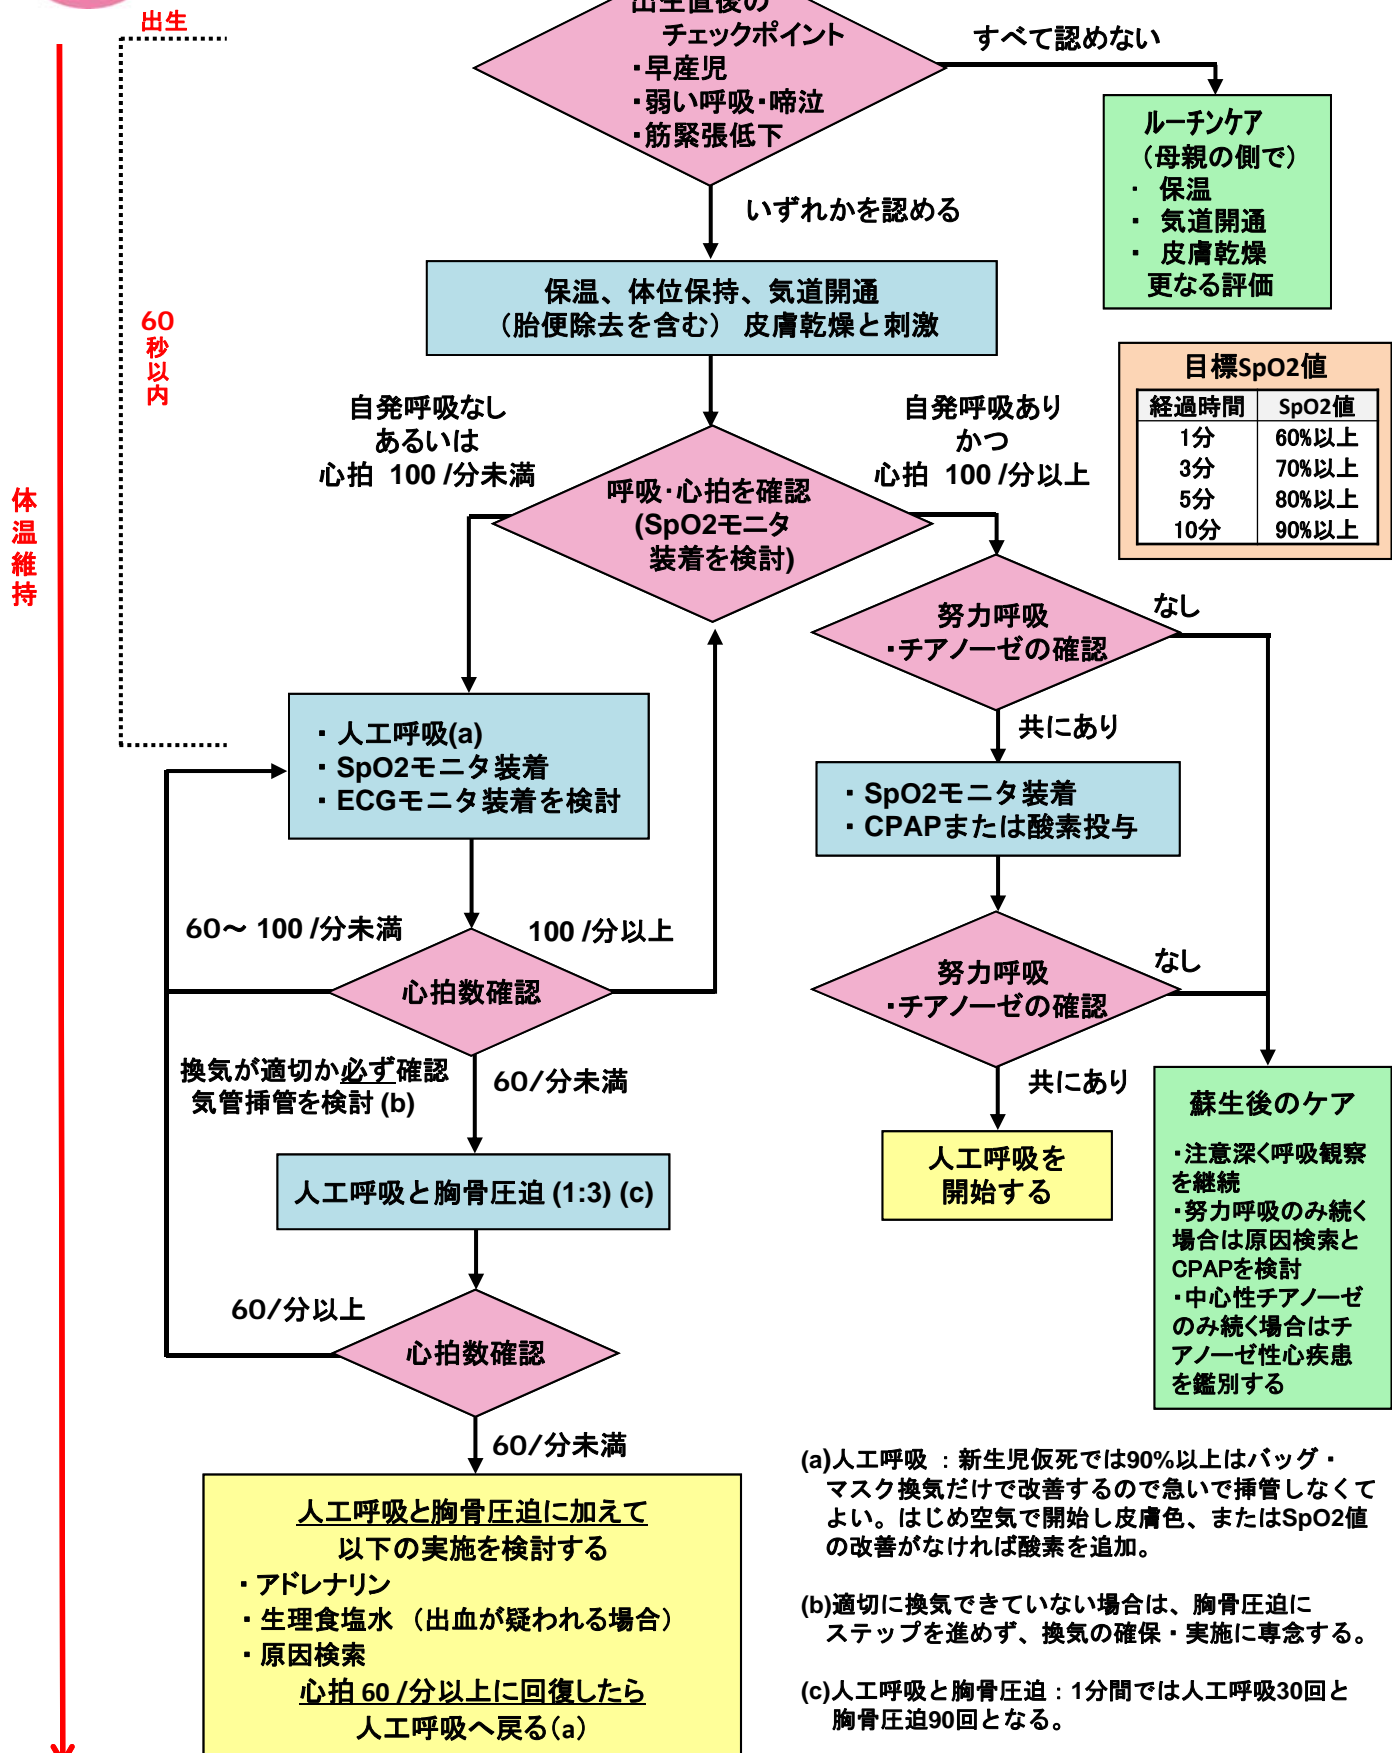 出生
出生直後の
チェックポイント
・早産児
・弱い呼吸・啼泣
・筋緊張低下
すべて認めない
ルーチンケア
（母親の側で）
・ 保温
・ 気道開通
・ 皮膚乾燥
更なる評価
いずれかを認める
保温、体位保持、気道開通
（胎便除去を含む） 皮膚乾燥と刺激
60
秒
以
内
体
温
維
持
目標SpO2値
経過時間 SpO2値
1分 60%以上
3分 70%以上
5分 80%以上
10分 90%以上
自発呼吸なし
あるいは
心拍 100 /分未満
自発呼吸あり
かつ
心拍 100 /分以上
呼吸・心拍を確認
(SpO2モニタ
装着を検討)
努力呼吸
・チアノーゼの確認
なし
共にあり
・ 人工呼吸(a)
・ SpO2モニタ装着
・ ECGモニタ装着を検討
・ SpO2モニタ装着
・ CPAPまたは酸素投与
60～ 100 /分未満
100 /分以上
心拍数確認
努力呼吸
・チアノーゼの確認
なし
共にあり
換気が適切か必ず確認
気管挿管を検討 (b)
60/分未満
人工呼吸と胸骨圧迫 (1:3) (c)
人工呼吸を
開始する
蘇生後のケア
・注意深く呼吸観察
を継続
・努力呼吸のみ続く
場合は原因検索と
CPAPを検討
・中心性チアノーゼ
のみ続く場合はチ
アノーゼ性心疾患
を鑑別する
60/分以上
心拍数確認
60/分未満
人工呼吸と胸骨圧迫に加えて
以下の実施を検討する
・ アドレナリン
・ 生理食塩水 （出血が疑われる場合）
・ 原因検索
心拍 60 /分以上に回復したら
人工呼吸へ戻る（a）
(a)人工呼吸 ：新生児仮死では90%以上はバッグ・
マスク換気だけで改善するので急いで挿管しなくて
よい。はじめ空気で開始し皮膚色、またはSpO2値
の改善がなければ酸素を追加。
(b)適切に換気できていない場合は、胸骨圧迫に
ステップを進めず、換気の確保・実施に専念する。
(c)人工呼吸と胸骨圧迫：1分間では人工呼吸30回と
胸骨圧迫90回となる。